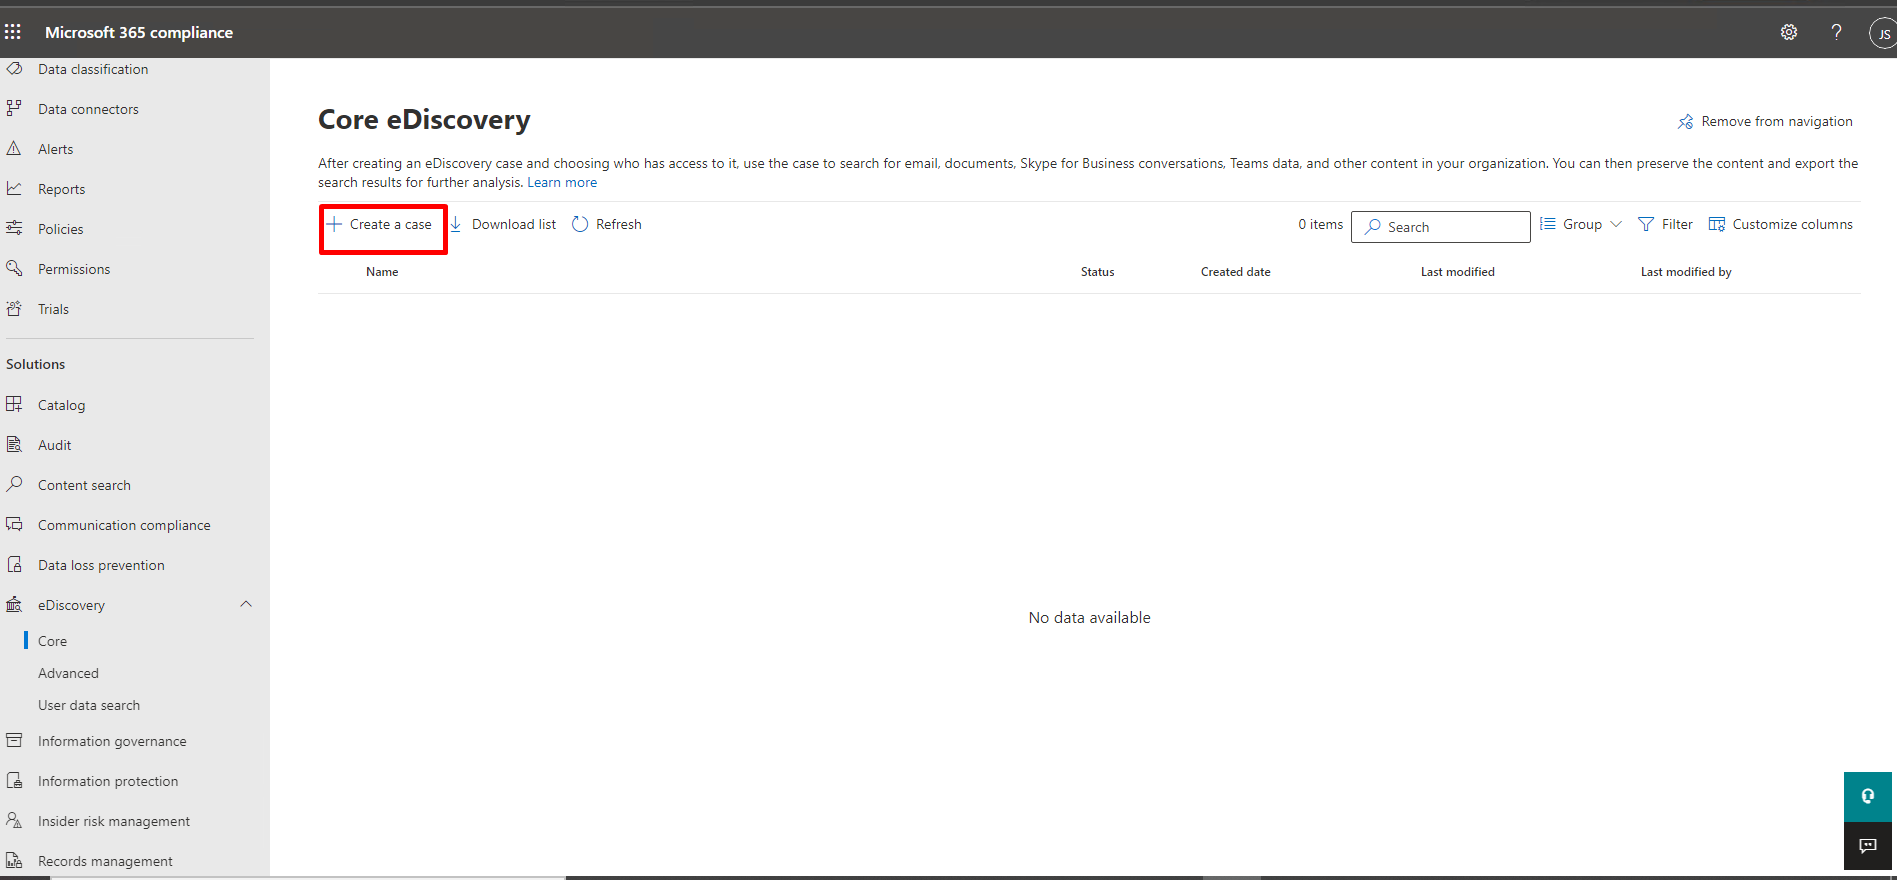 Microsoft 365 compliance
JS
Data classification
Data connectors
Alerts
Reports
Policies
Permissions
Trials
Solutions
Catalog
Audit
Content search
Communication compliance
Data loss prevention
eDiscovery
Core
Advanced
User data search
Information governance
Information protection
Insider risk management
Records management
Core eDiscovery
Remove from navigation
After creating an eDiscovery case and choosing who has access to it, use the case to search for email, documents, Skype for Business conversations, Teams data, and other content in your organization. You can then preserve the content and export the
search results for further analysis. Learn more
Create a case Download list Refresh 0 items Search Group Filter Customize columns
Name Status Created date Last modified Last modified by
No data available